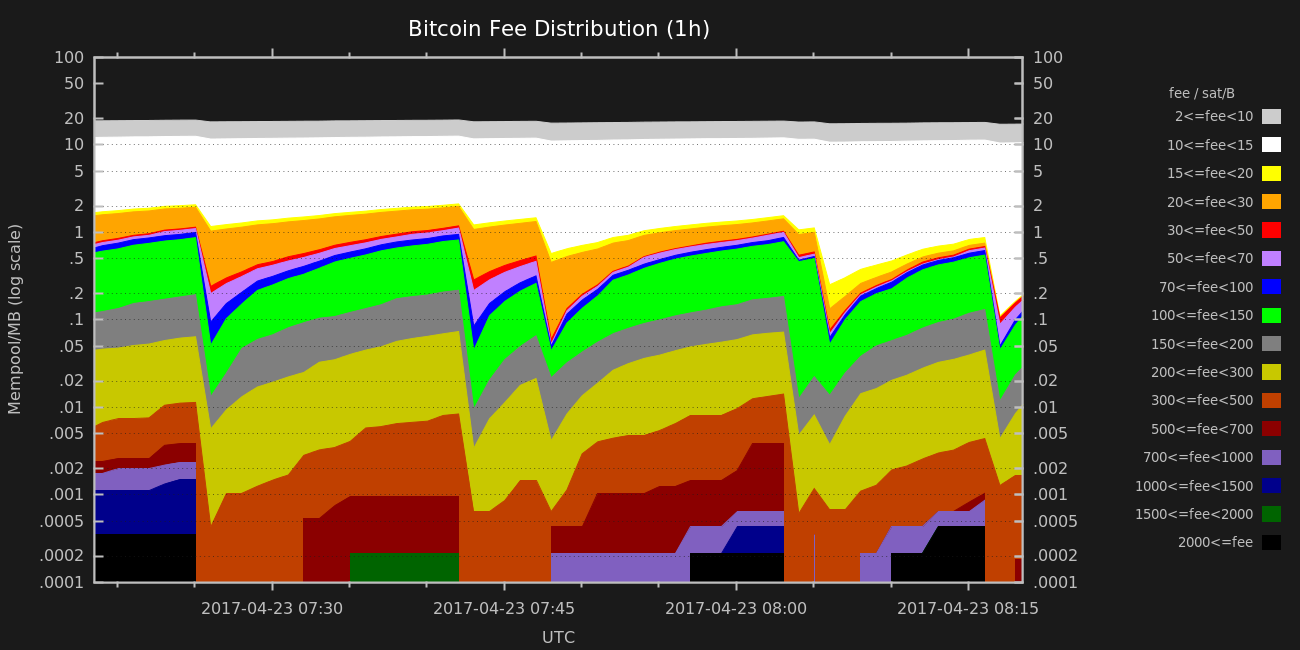 Bitcoin Fee Distribution (1h)
Mempool/MB (log scale)
100
50
20
10
5
2
1
.5
.2
.1
.05
.02
.01
.005
.002
.001
.0005
.0002
.0001
100
50
20
10
5
2
1
.5
.2
.1
.05
.02
.01
.005
.002
.001
.0005
.0002
.0001
2017-04-23 07:30
2017-04-23 07:45
2017-04-23 08:00
2017-04-23 08:15
UTC
fee / sat/B
2<=fee<10
10<=fee<15
15<=fee<20
20<=fee<30
30<=fee<50
50<=fee<70
70<=fee<100
100<=fee<150
150<=fee<200
200<=fee<300
300<=fee<500
500<=fee<700
700<=fee<1000
1000<=fee<1500
1500<=fee<2000
2000<=fee